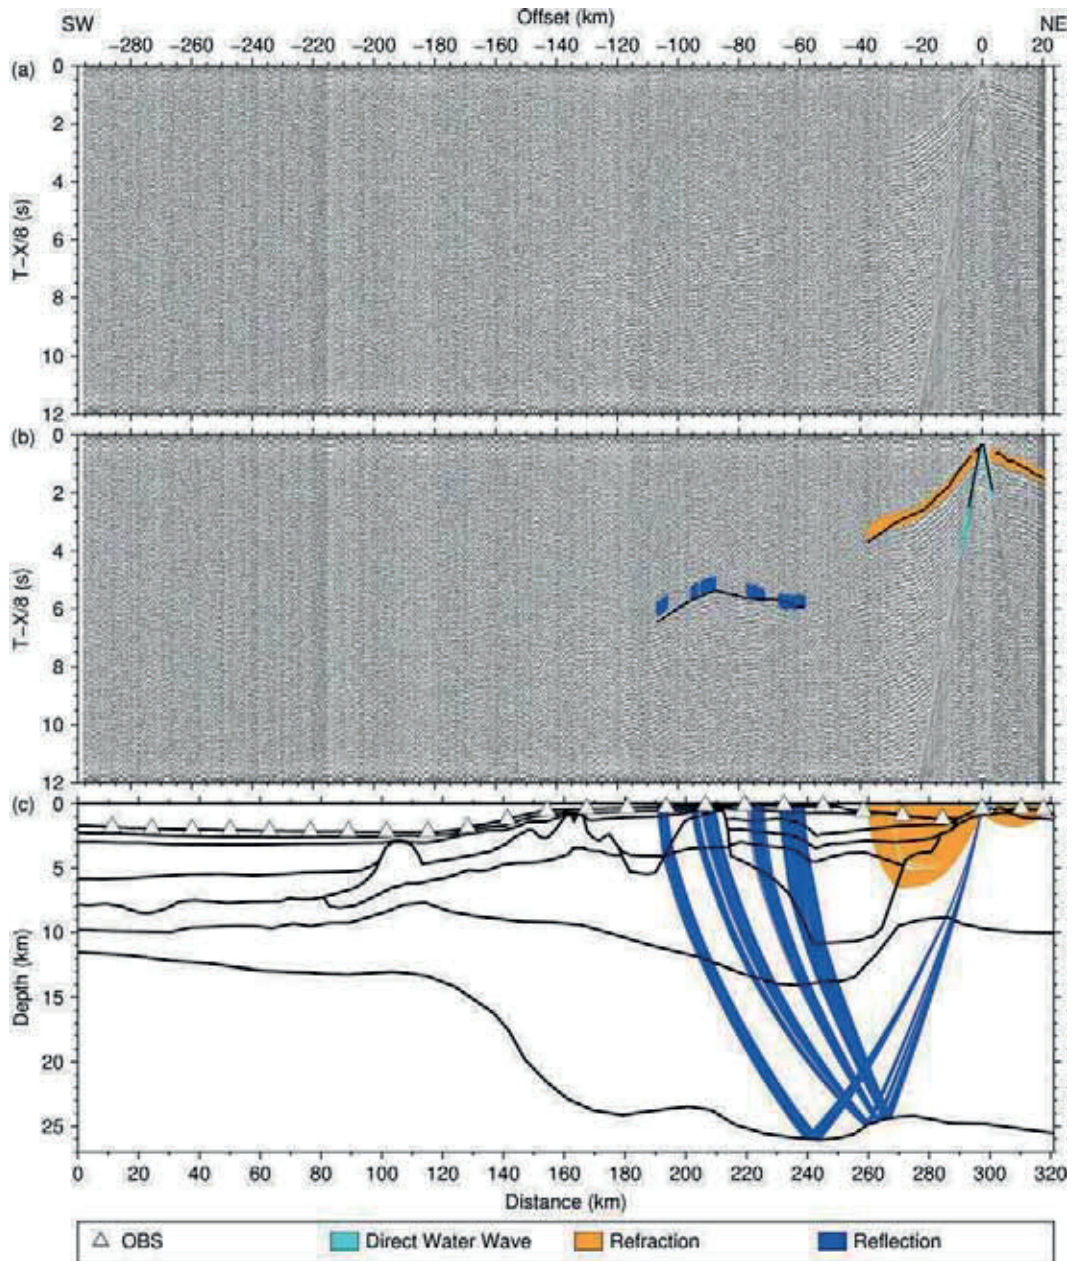 SW Offset (km) NE
−280 −260 −240 −220 −200 −180 −160 −140 −120 −100 −80 −60 −40 −20 0 20
(a)
0
2
4
6
8
10
12
T−X/8 (s)
(b)
0
2
4
6
8
10
12
T−X/8 (s)
(c)
0
5
10
15
20
25
Depth (km)
0 20 40 60 80 100 120 140 160 180 200 220 240 260 280 300 320
Distance (km)
OBS Direct Water Wave Refraction Reflection